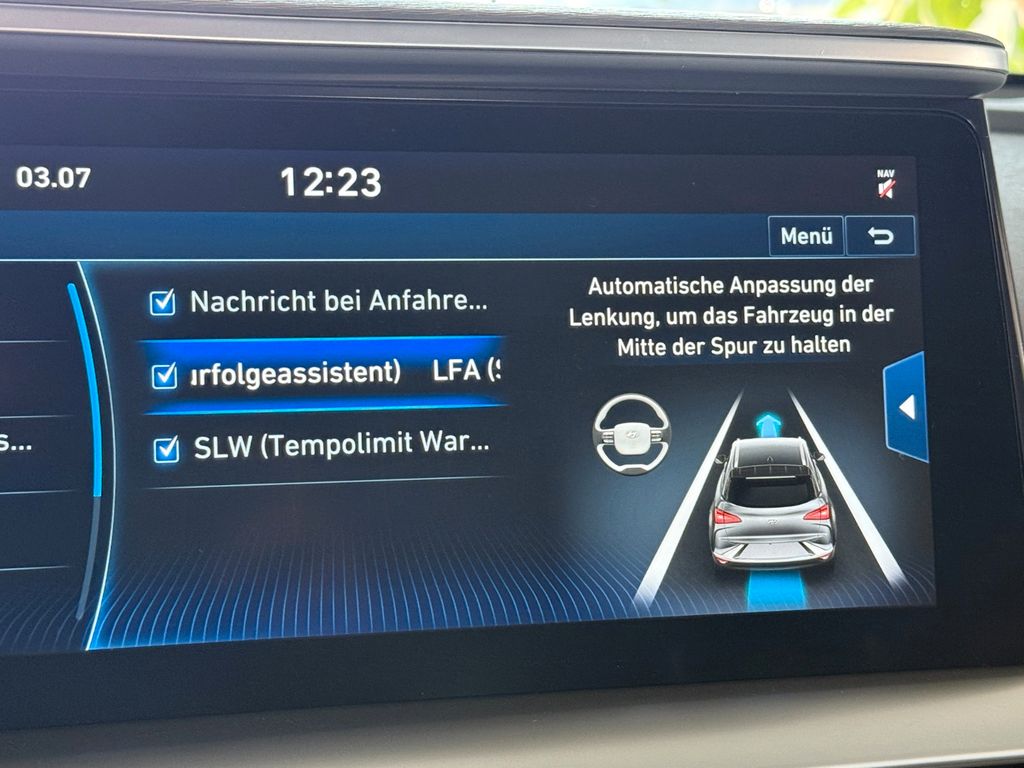 03.07
12:23
NAV
Menü
s...
Nachricht bei Anfahre...
urfolgeassistent) LFA (S
SLW (Tempolimit War...
Automatische Anpassung der
Lenkung, um das Fahrzeug in der
Mitte der Spur zu halten